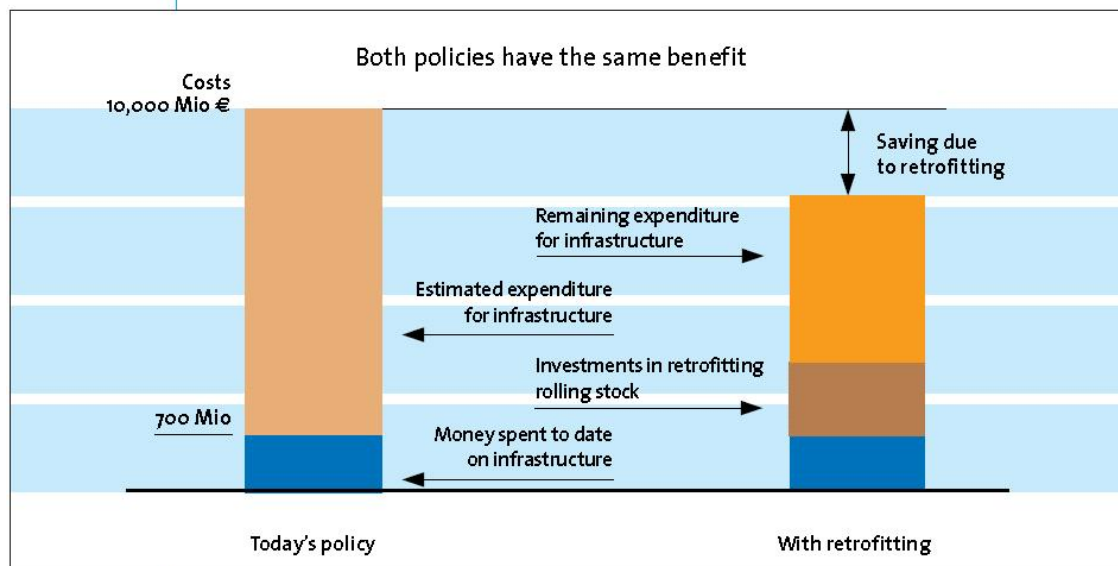 Both policies have the same benefit
Costs
10,000 Mio €
Saving due
to retrofitting
Remaining expenditure
for infrastructure
Estimated expenditure
for infrastructure
Investments in retrofitting
rolling stock
700 Mio
Money spent to date
on infrastructure
Today's policy
With retrofitting